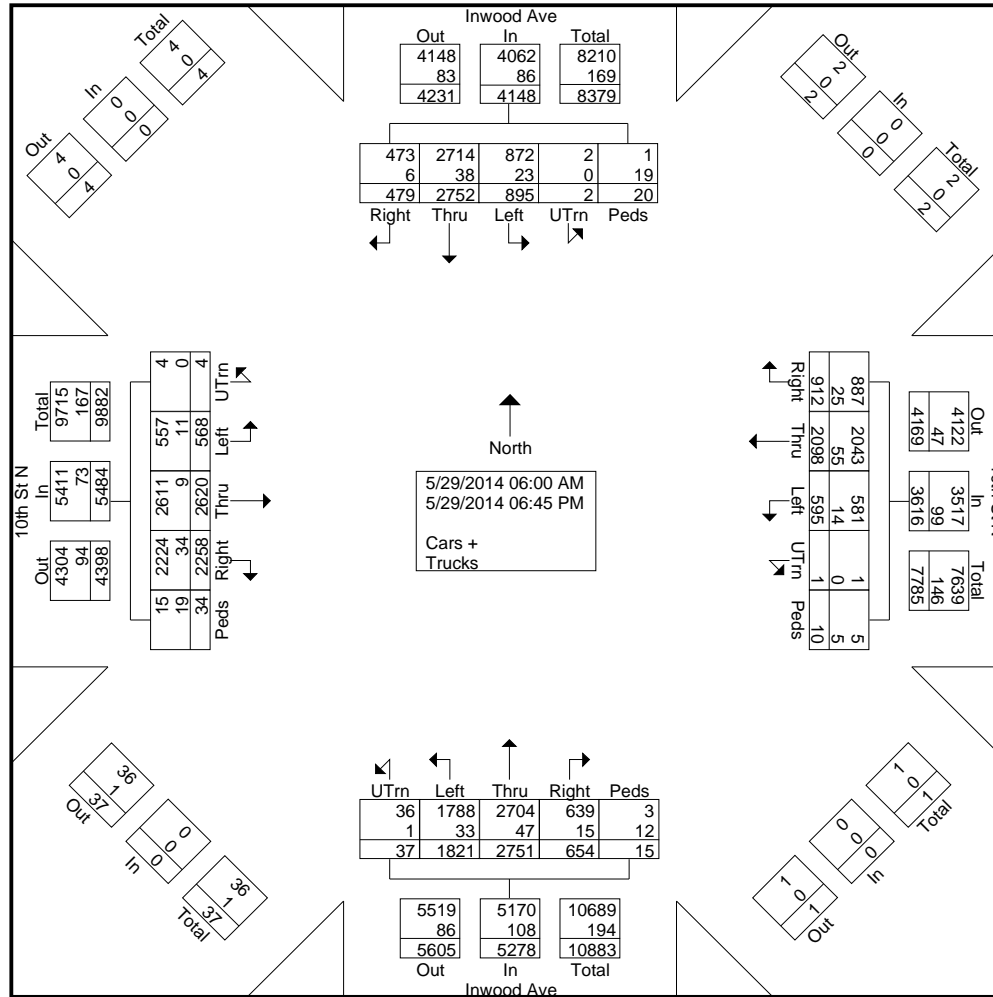 Inwood Ave
Out In Total
4148 4062 8210
83 86 169
4231 4148 8379
473 2714 872 2 1
6 38 23 0 19
479 2752 895 2 20
Right Thru Left UTrn Peds
Total
4
0
4
In
0
0
0
Out
4
0
4
Out
2
0
2
In
0
0
0
Total
2
0
2
10th St N
Total
9715
167
9882
In
5411
73
5484
Out
4304
94
4398
4 0 4 UTrn
557 11 568 Left
2611 9 2620 Thru
2224 34 2258 Right
15 19 34 Peds
North
5/29/2014 06:00 AM
5/29/2014 06:45 PM
Cars +
Trucks
Right 912 25 887
Thru 2098 55 2043
Left 595 14 581
UTrn 1 0 1
Peds 10 5 5
Out
4122
47
4169
In
3517
99
3616
Total
7639
146
7785
UTrn Left Thru Right Peds
36 1788 2704 639 3
1 33 47 15 12
37 1821 2751 654 15
5519 5170 10689
86 108 194
5605 5278 10883
Out In Total
Inwood Ave
36
1
37
Out
0
0
0
In
36
1
37
Total
1
0
1
Total
0
0
0
In
1
0
1
Out